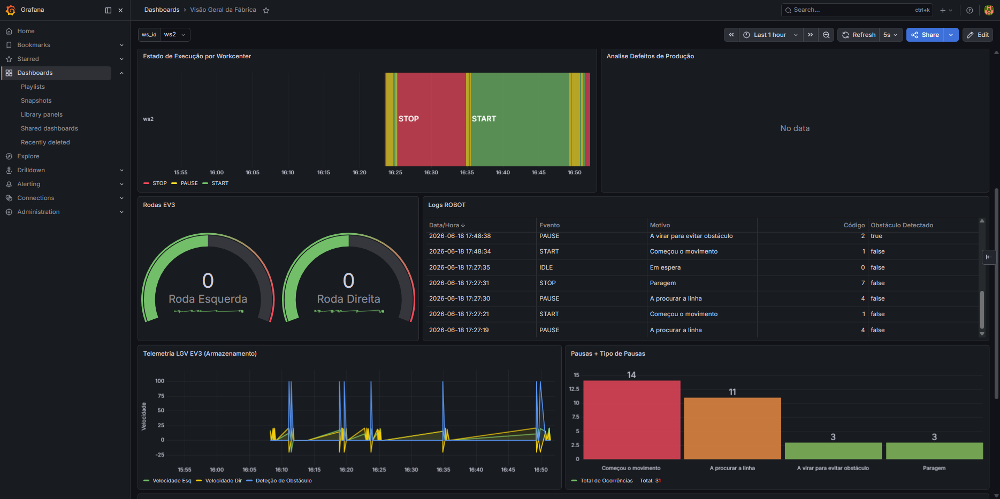 Grafana
Dashboards › Visão Geral da Fábrica
Search...
ctrl+k
Home
Bookmarks
Starred
Dashboards
Playlists
Snapshots
Library panels
Shared dashboards
Recently deleted
Explore
Drilldown
Alerting
Connections
Administration
ws_id ws2
Last 1 hour
Refresh 5s
Share
Edit
Estado de Execução por Workcenter
ws2
STOP START
15:55 16:00 16:05 16:10 16:15 16:20 16:25 16:30 16:35 16:40 16:45 16:50
STOP PAUSE START
Analise Defeitos de Produção
No data
Rodas EV3
0
Roda Esquerda
0
Roda Direita
Logs ROBOT
Data/Hora Evento Motivo Código Obstáculo Detectado
2026-06-18 17:48:38 PAUSE A virar para evitar obstáculo 2 true
2026-06-18 17:48:34 START Começou o movimento 1 false
2026-06-18 17:27:35 IDLE Em espera 0 false
2026-06-18 17:27:31 STOP Paragem 7 false
2026-06-18 17:27:30 PAUSE A procurar a linha 4 false
2026-06-18 17:27:21 START Começou o movimento 1 false
2026-06-18 17:27:19 PAUSE A procurar a linha 4 false
Telemetria LGV EV3 (Armazenamento)
Velocidade
100
75
50
25
0
-25
15:55 16:00 16:05 16:10 16:15 16:20 16:25 16:30 16:35 16:40 16:45 16:50
Velocidade Esq Velocidade Dir Deteção de Obstáculo
Pausas + Tipo de Pausas
15
12.5
10
7.5
5
2.5
0
14 11 3 3
Começou o movimento A procurar a linha A virar para evitar obstáculo Paragem
Total de Ocorrências Total: 31